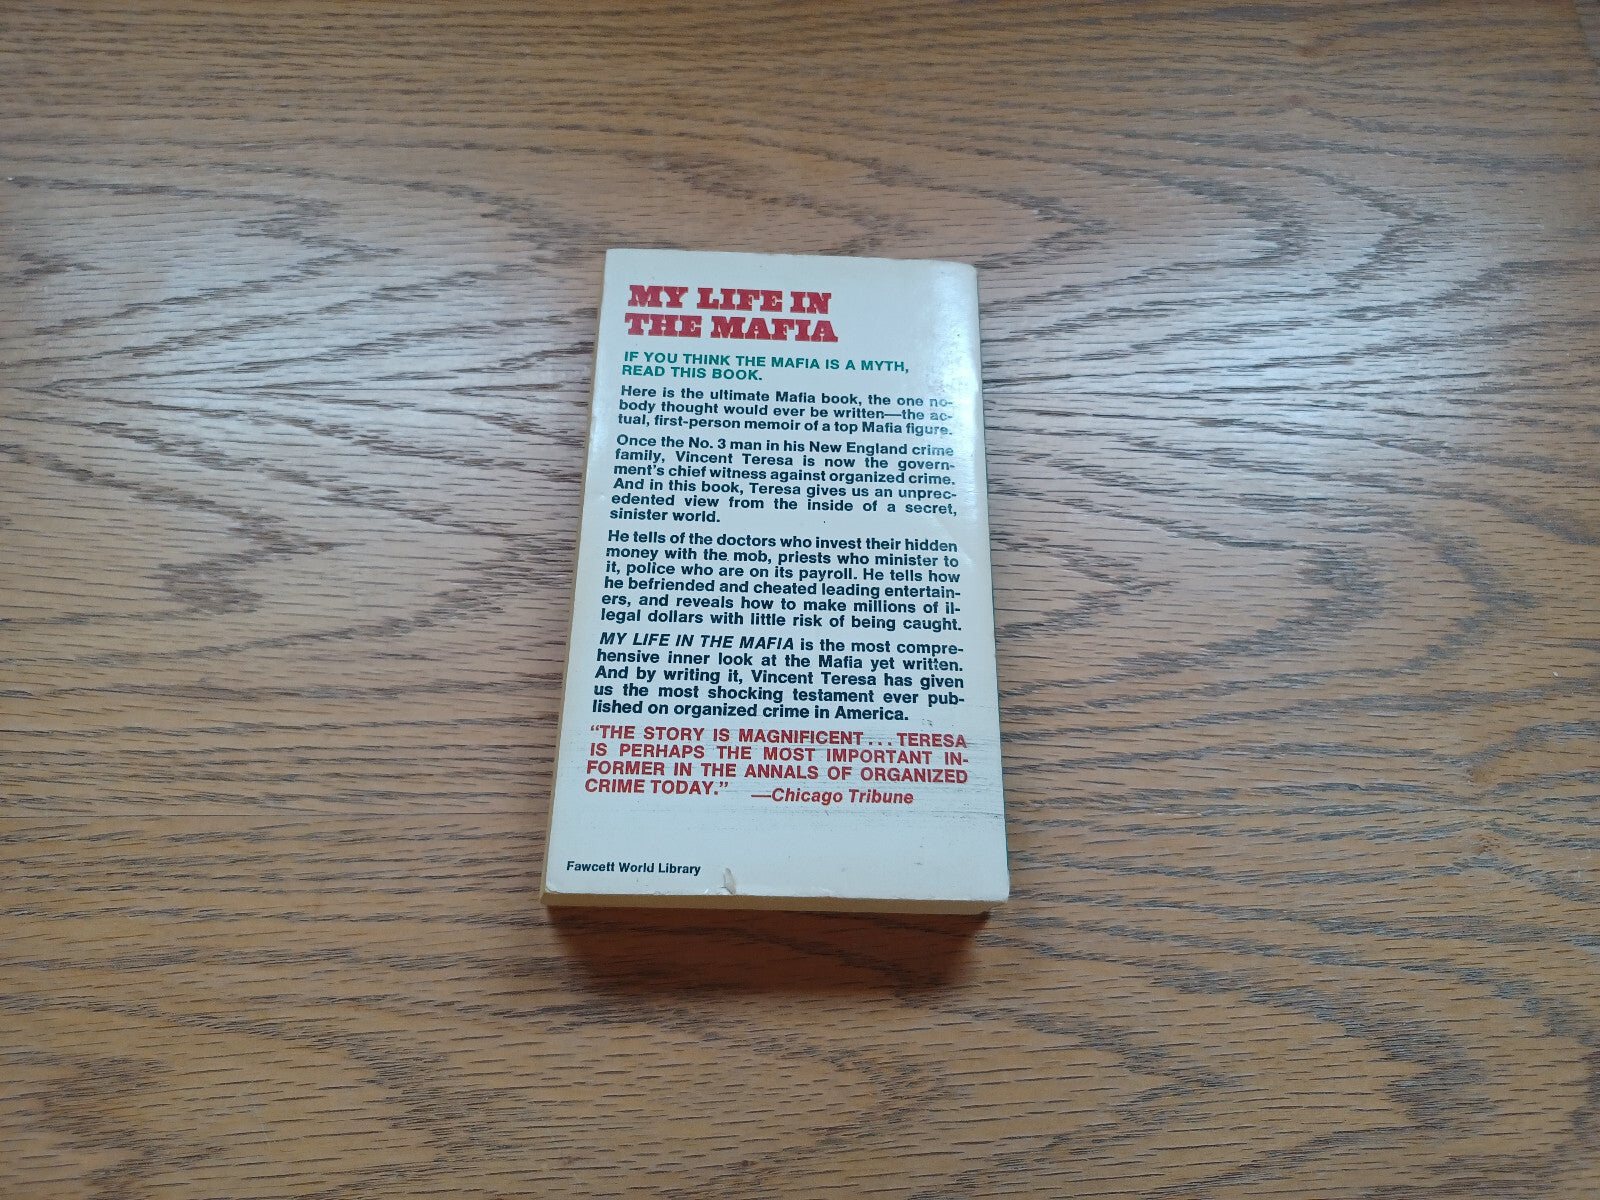 MY LIFE IN
THE MAFIA
IF YOU THINK THE MAFIA IS A MYTH,
READ THIS BOOK.
Here is the ultimate Mafia book, the one no-
body thought would ever be written—the ac-
tual, first-person memoir of a top Mafia figure.
Once the No. 3 man in his New England crime
family, Vincent Teresa is now the govern-
ment's chief witness against organized crime.
And in this book, Teresa gives us an unprec-
edented view from the inside of a secret,
sinister world.
He tells of the doctors who invest their hidden
money with the mob, priests who minister to
it, police who are on its payroll. He tells how
he befriended and cheated leading entertain-
ers, and reveals how to make millions of il-
legal dollars with little risk of being caught.
MY LIFE IN THE MAFIA is the most compre-
hensive inner look at the Mafia yet written.
And by writing it, Vincent Teresa has given
us the most shocking testament ever pub-
lished on organized crime in America.
"THE STORY IS MAGNIFICENT . . . TERESA
IS PERHAPS THE MOST IMPORTANT IN-
FORMER IN THE ANNALS OF ORGANIZED
CRIME TODAY." —Chicago Tribune
Fawcett World Library